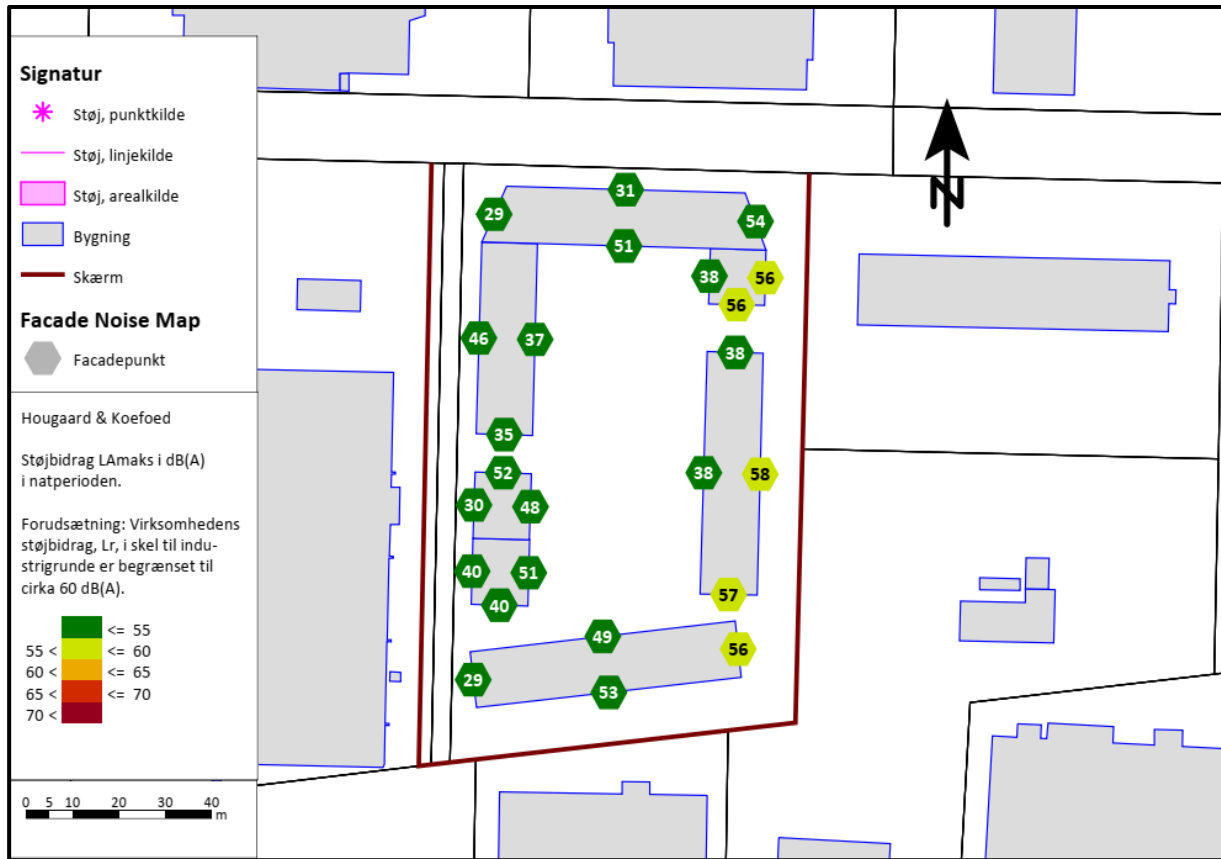 Signatur
Støj, punktkilde
Støj, linjekilde
Støj, arealkilde
Bygning
Skærm
Facade Noise Map
Facadepunkt
Hougaard & Koefoed
Støjbidrag LAmaks i dB(A)
i natperioden.
Forudsætning: Virksomhedens
støjbidrag, Lr, i skel til indu-
strigrunde er begrænset til
cirka 60 dB(A).
<= 55
55 < <= 60
60 < <= 65
65 < <= 70
70 <
0 5 10 20 30 40
m
N
31
29
54
51
38
56
56
46
37
38
35
52
38
58
30
48
40
51
40
57
49
56
29
53